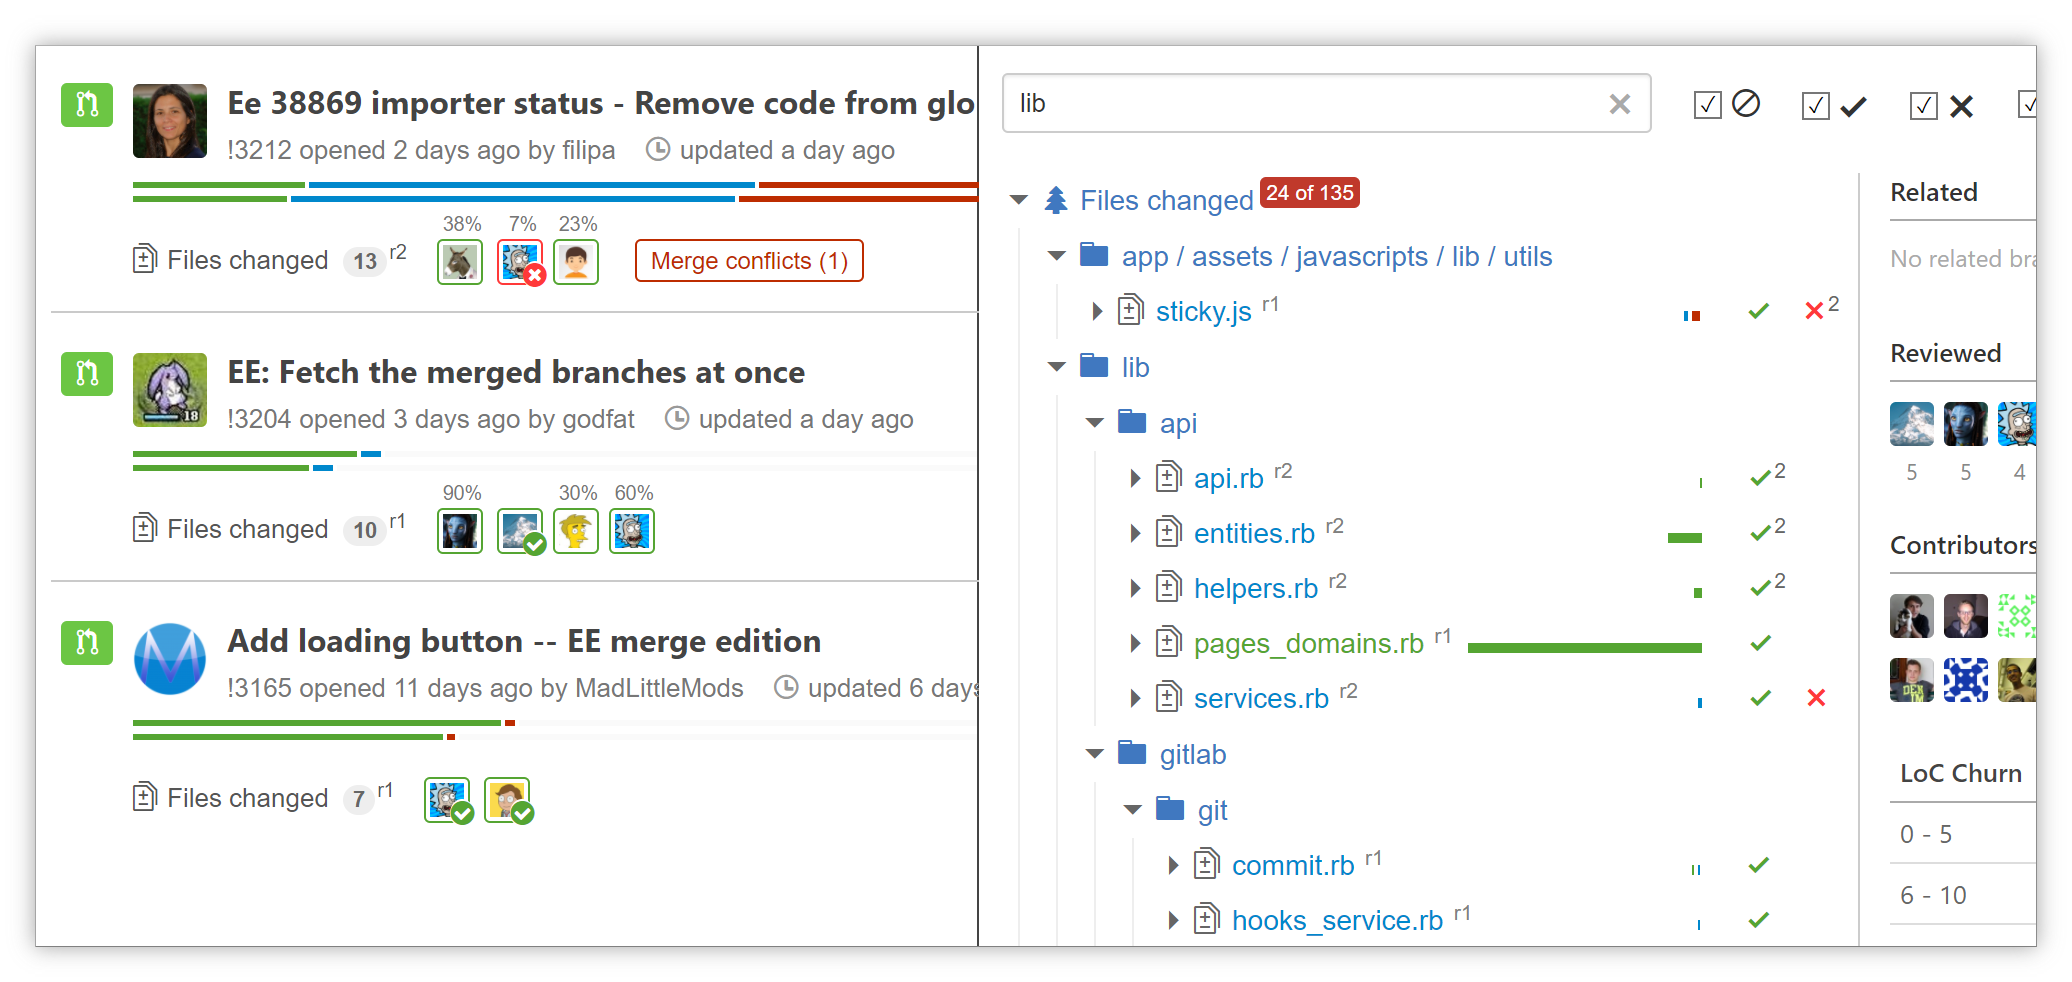 Ee 38869 importer status - Remove code from glo
!3212 opened 2 days ago by filipa updated a day ago
38% 7% 23%
Files changed 13 r2 Merge conflicts (1)
EE: Fetch the merged branches at once
18
!3204 opened 3 days ago by godfat updated a day ago
90% 30% 60%
Files changed 10 r1
Add loading button -- EE merge edition
!3165 opened 11 days ago by MadLittleMods updated 6 days
Files changed 7 r1
lib
Files changed 24 of 135
app / assets / javascripts / lib / utils
sticky.js r1 2
lib
api
api.rb r2 2
entities.rb r2 2
helpers.rb r2 2
pages_domains.rb r1
services.rb r2
gitlab
git
commit.rb r1
hooks_service.rb r1
Related
No related bra
Reviewed
5 5 4
Contributors
LoC Churn
0 - 5
6 - 10